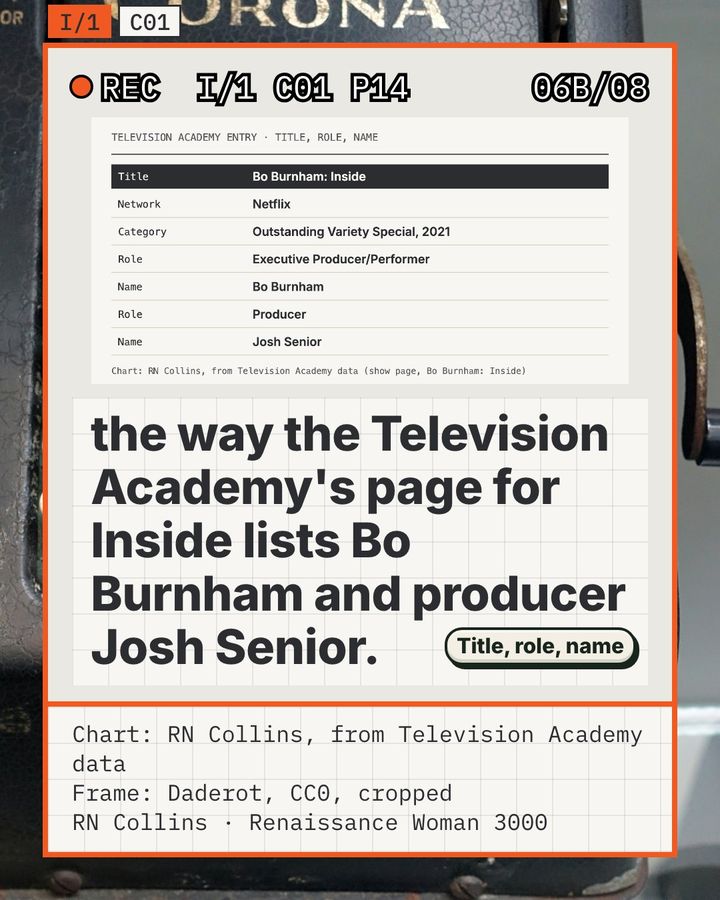 ORONA
I/1 C01
REC I/1 C01 P14 06B/08
TELEVISION ACADEMY ENTRY · TITLE, ROLE, NAME
Title Bo Burnham: Inside
Network Netflix
Category Outstanding Variety Special, 2021
Role Executive Producer/Performer
Name Bo Burnham
Role Producer
Name Josh Senior
Chart: RN Collins, from Television Academy data (show page, Bo Burnham: Inside)
the way the Television
Academy's page for
Inside lists Bo
Burnham and producer
Josh Senior.
Title, role, name
Chart: RN Collins, from Television Academy
data
Frame: Daderot, CC0, cropped
RN Collins · Renaissance Woman 3000